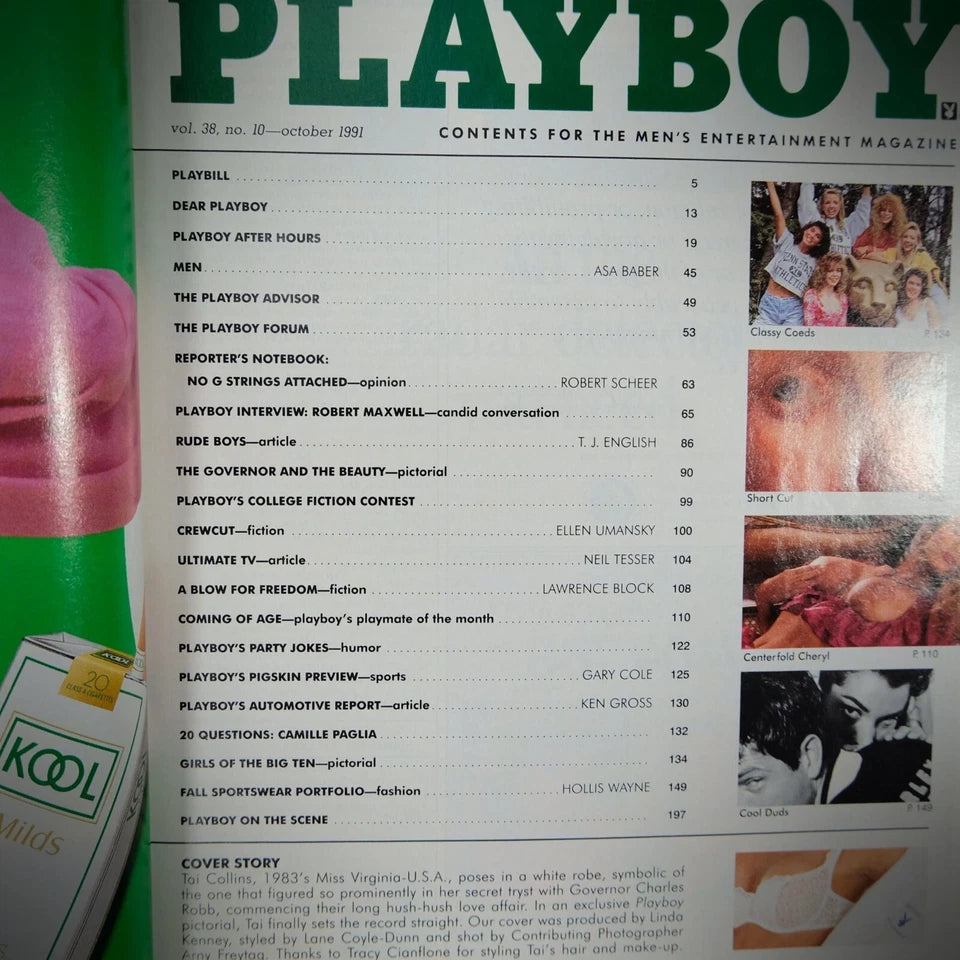 PLAYBOY
vol. 38, no. 10—october 1991
CONTENTS FOR THE MEN'S ENTERTAINMENT MAGAZINE
PLAYBILL 5
DEAR PLAYBOY 13
PLAYBOY AFTER HOURS 19
MEN ASA BABER 45
THE PLAYBOY ADVISOR 49
THE PLAYBOY FORUM 53
REPORTER'S NOTEBOOK:
NO G STRINGS ATTACHED—opinion ROBERT SCHEER 63
PLAYBOY INTERVIEW: ROBERT MAXWELL—candid conversation 65
RUDE BOYS—article T. J. ENGLISH 86
THE GOVERNOR AND THE BEAUTY—pictorial 90
PLAYBOY'S COLLEGE FICTION CONTEST 99
CREWCUT—fiction ELLEN UMANSKY 100
ULTIMATE TV—article NEIL TESSER 104
A BLOW FOR FREEDOM—fiction LAWRENCE BLOCK 108
COMING OF AGE—playboy's playmate of the month 110
PLAYBOY'S PARTY JOKES—humor 122
PLAYBOY'S PIGSKIN PREVIEW—sports GARY COLE 125
PLAYBOY'S AUTOMOTIVE REPORT—article KEN GROSS 130
20 QUESTIONS: CAMILLE PAGLIA 132
GIRLS OF THE BIG TEN—pictorial 134
FALL SPORTSWEAR PORTFOLIO—fashion HOLLIS WAYNE 149
PLAYBOY ON THE SCENE 197
COVER STORY
Tai Collins, 1983's Miss Virginia-U.S.A., poses in a white robe, symbolic of
the one that figured so prominently in her secret tryst with Governor Charles
Robb, commencing their long hush-hush love affair. In an exclusive Playboy
pictorial, Tai finally sets the record straight. Our cover was produced by Linda
Kenney, styled by Lane Coyle-Dunn and shot by Contributing Photographer
Arny Freytag. Thanks to Tracy Cianflone for styling Tai's hair and make-up.
Classy Coeds P. 134
Short Cut
Centerfold Cheryl P. 110
Cool Duds P. 149
20
CLASS A CIGARETTES
KOOL
Milds